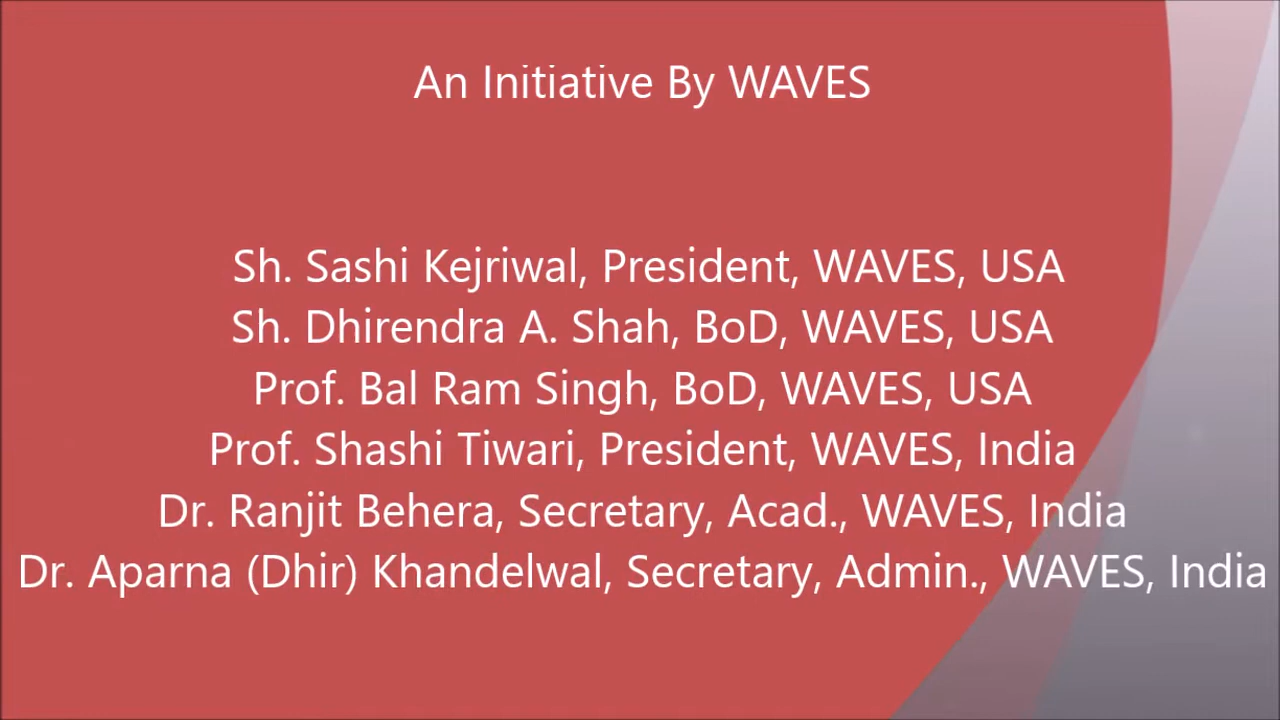 An Initiative By WAVES
Sh. Sashi Kejriwal, President, WAVES, USA
Sh. Dhirendra A. Shah, BoD, WAVES, USA
Prof. Bal Ram Singh, BoD, WAVES, USA
Prof. Shashi Tiwari, President, WAVES, India
Dr. Ranjit Behera, Secretary, Acad., WAVES, India
Dr. Aparna (Dhir) Khandelwal, Secretary, Admin., WAVES, India